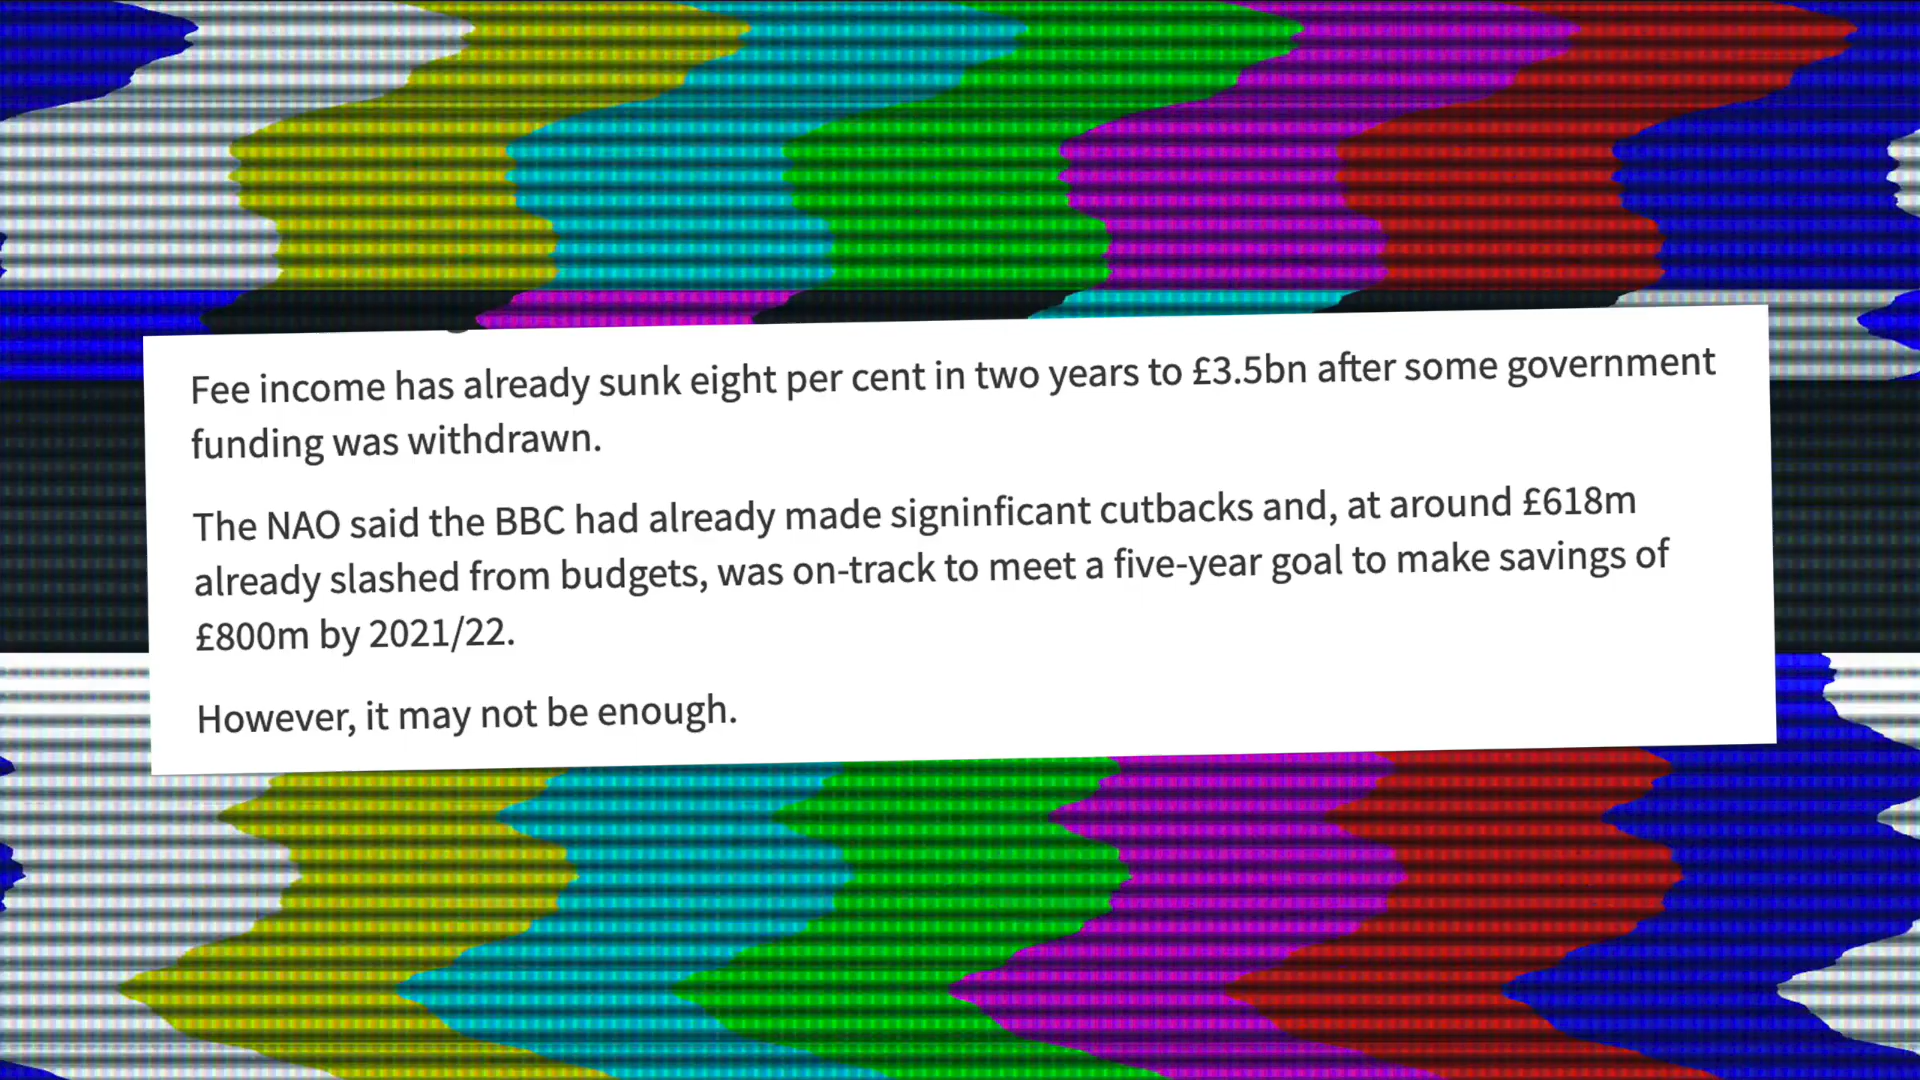 Fee income has already sunk eight per cent in two years to £3.5bn after some government
funding was withdrawn.
The NAO said the BBC had already made signinficant cutbacks and, at around £618m
already slashed from budgets, was on-track to meet a five-year goal to make savings of
£800m by 2021/22.
However, it may not be enough.